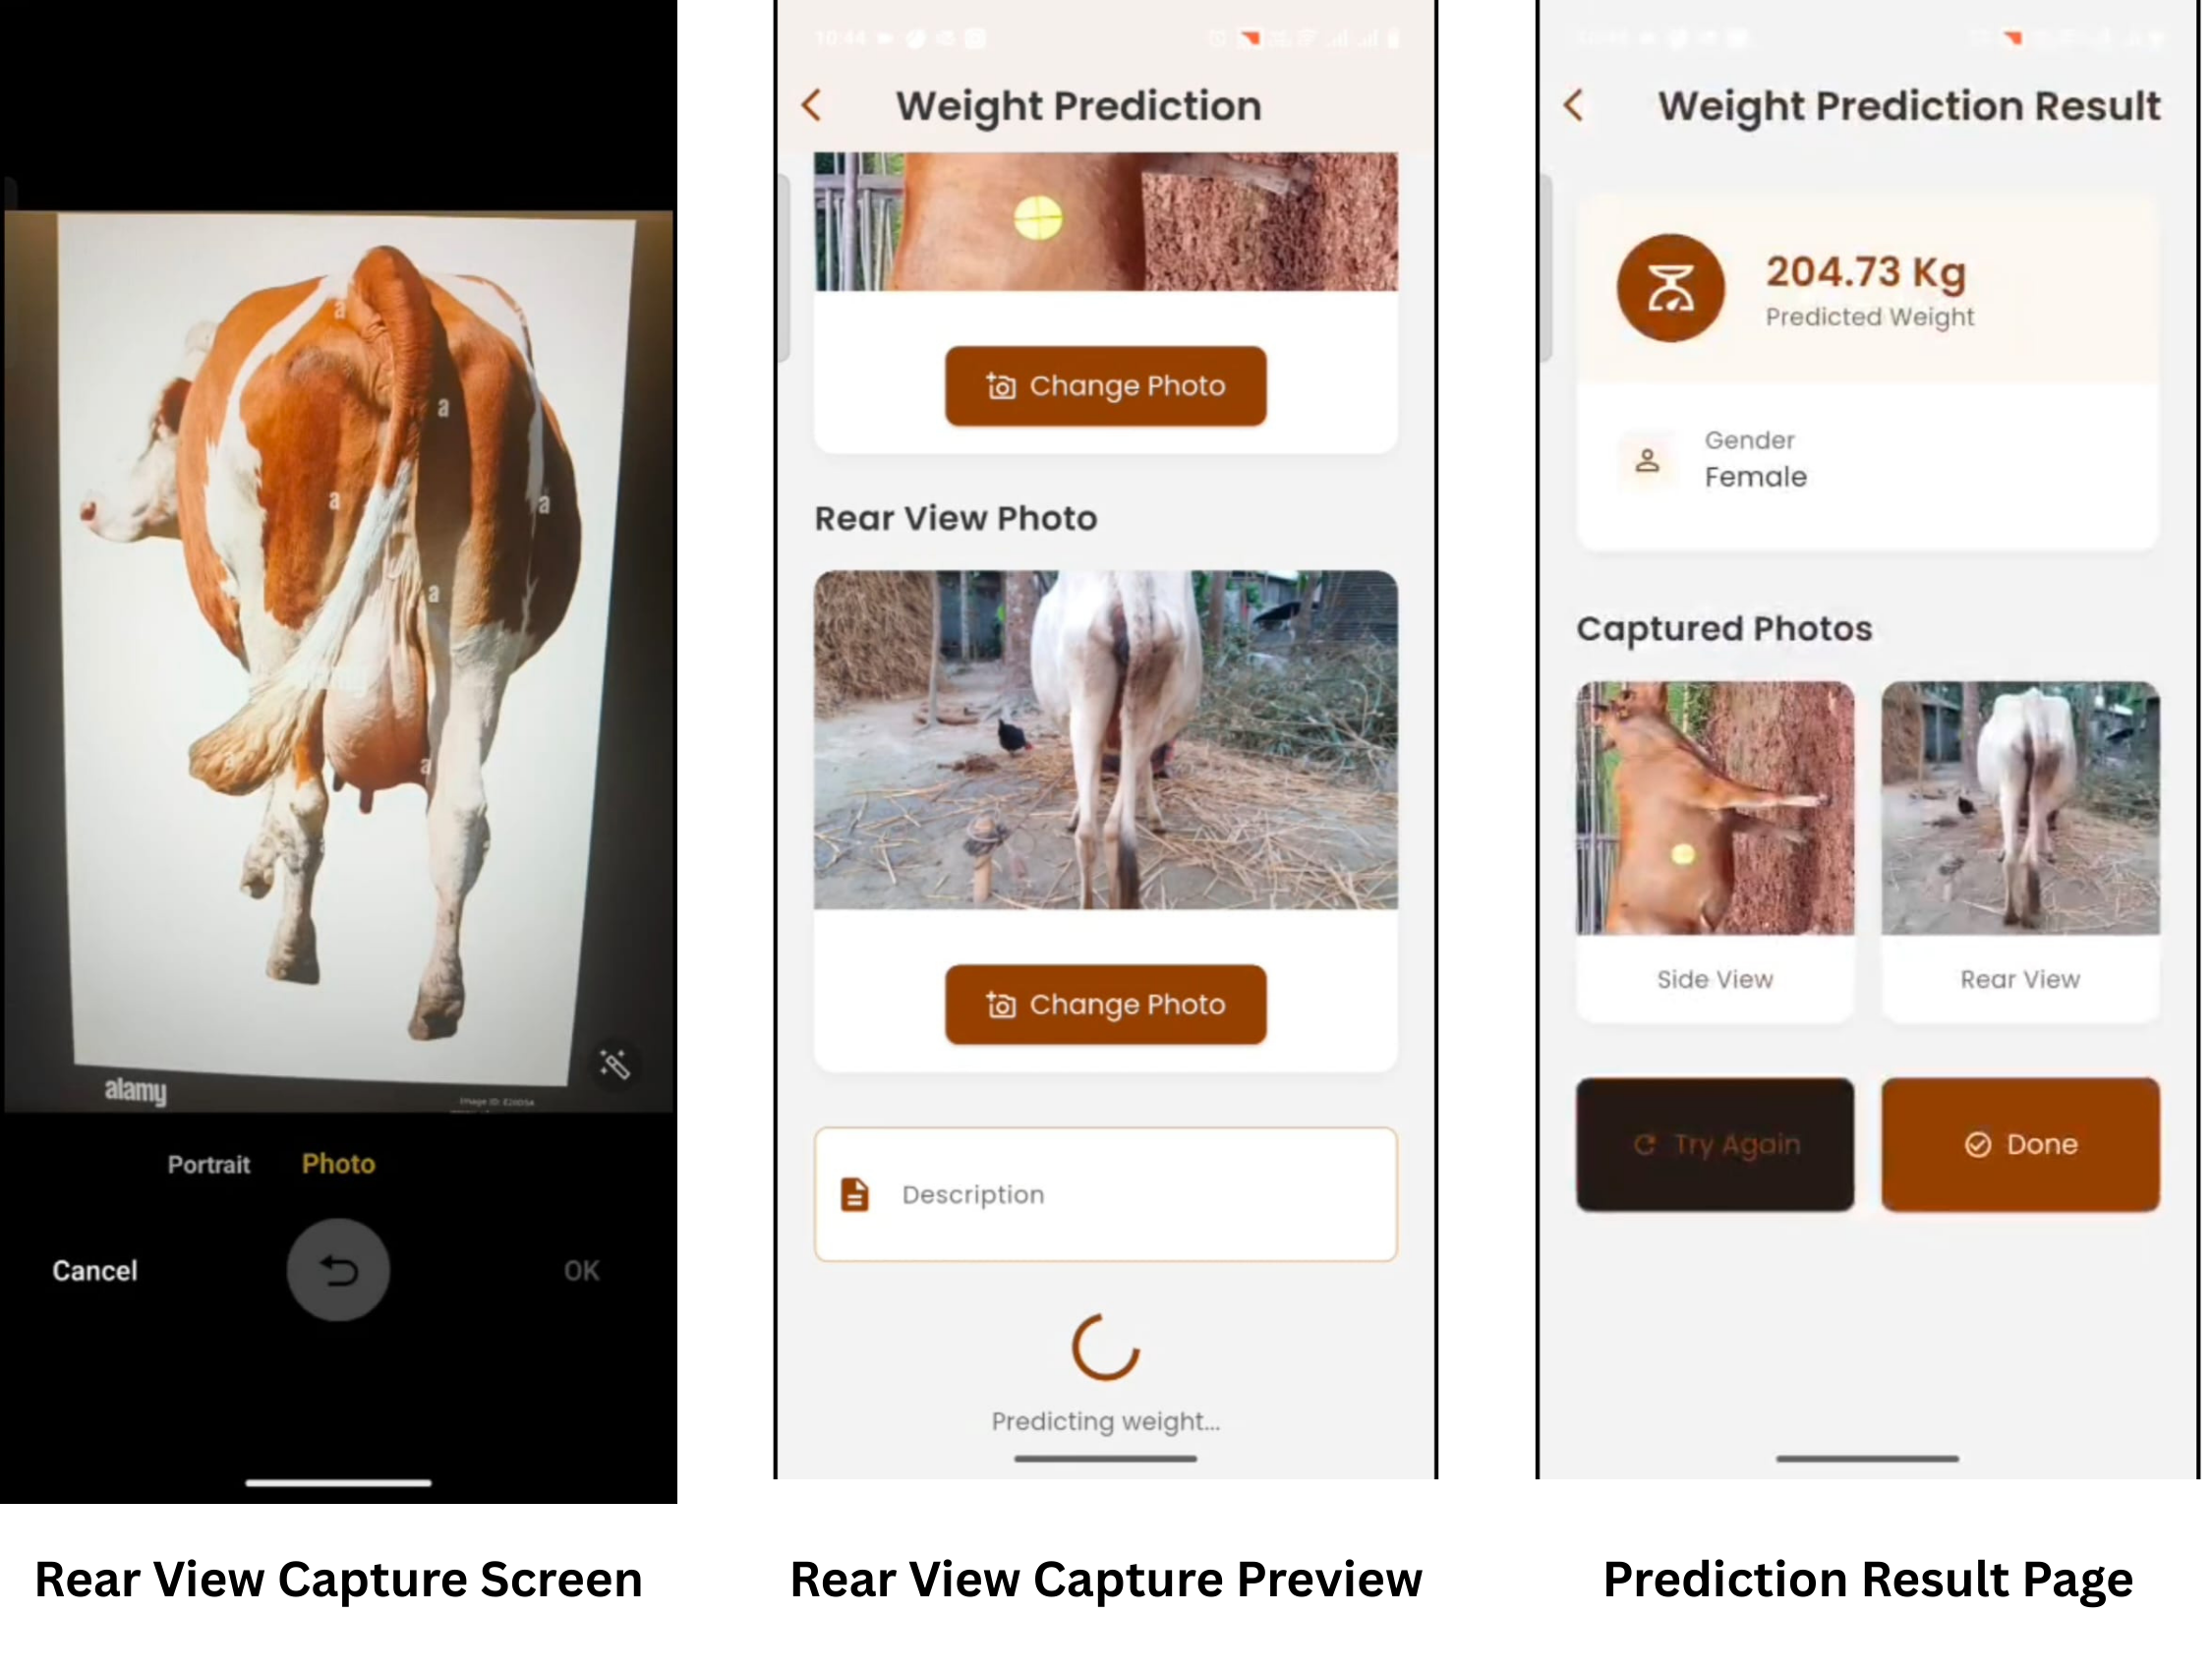 a
a
a
a
a
a
a
alamy
Portrait Photo
Cancel
OK
Rear View Capture Screen
10:44
Weight Prediction
Change Photo
Rear View Photo
Change Photo
Description
Predicting weight...
Rear View Capture Preview
Weight Prediction Result
204.73 Kg
Predicted Weight
Gender
Female
Captured Photos
Side View
Rear View
Try Again
Done
Prediction Result Page